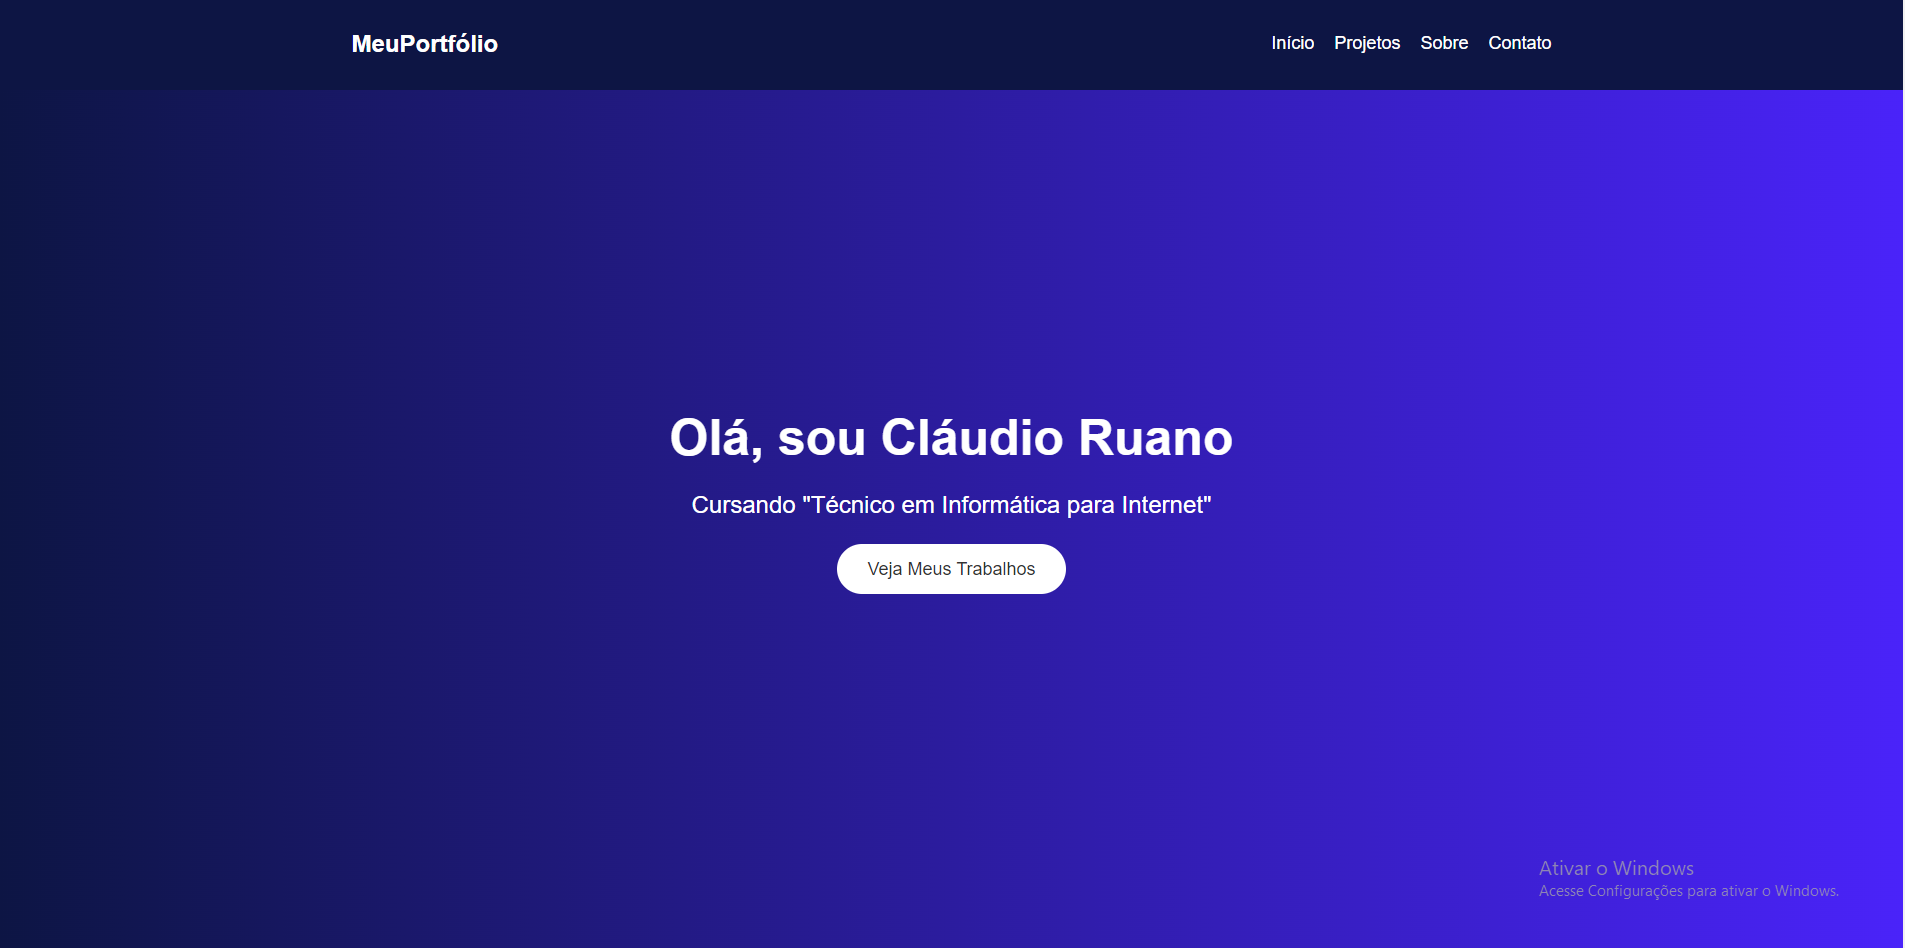 MeuPortfólio
Início Projetos Sobre Contato
Olá, sou Cláudio Ruano
Cursando "Técnico em Informática para Internet"
Veja Meus Trabalhos
Ativar o Windows
Acesse Configurações para ativar o Windows.